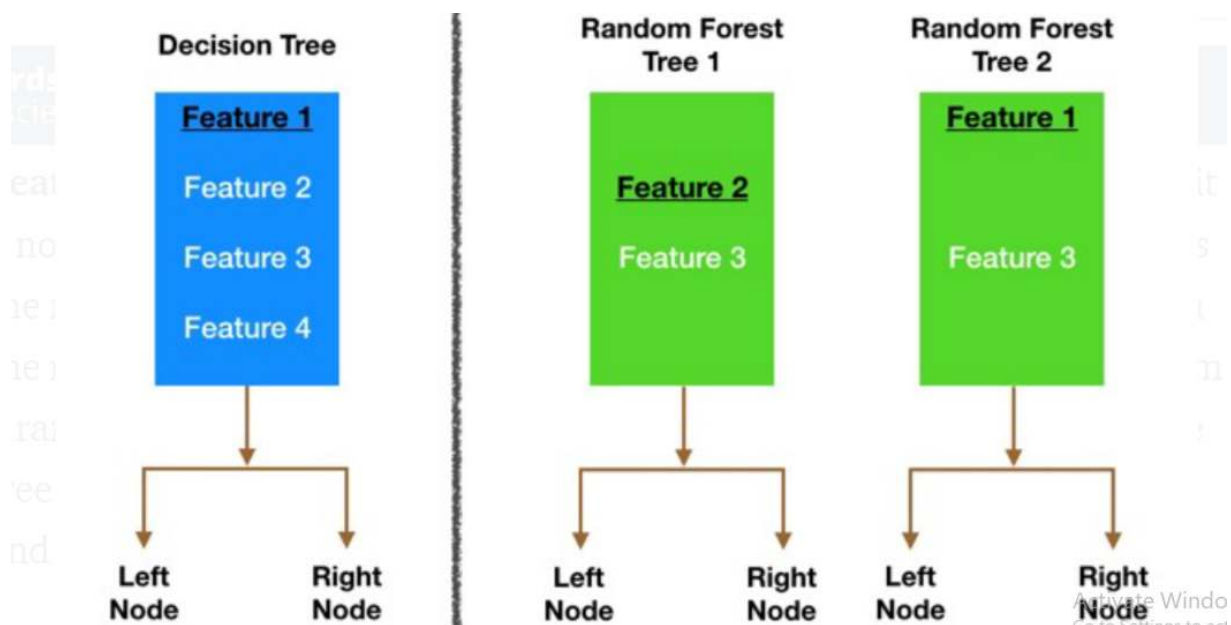 Decision Tree
Feature 1
Feature 2
Feature 3
Feature 4
Left
Node
Right
Node
Random Forest
Tree 1
Feature 2
Feature 3
Left
Node
Right
Node
Random Forest
Tree 2
Feature 1
Feature 3
Left
Node
Right
Node
Activate Windo